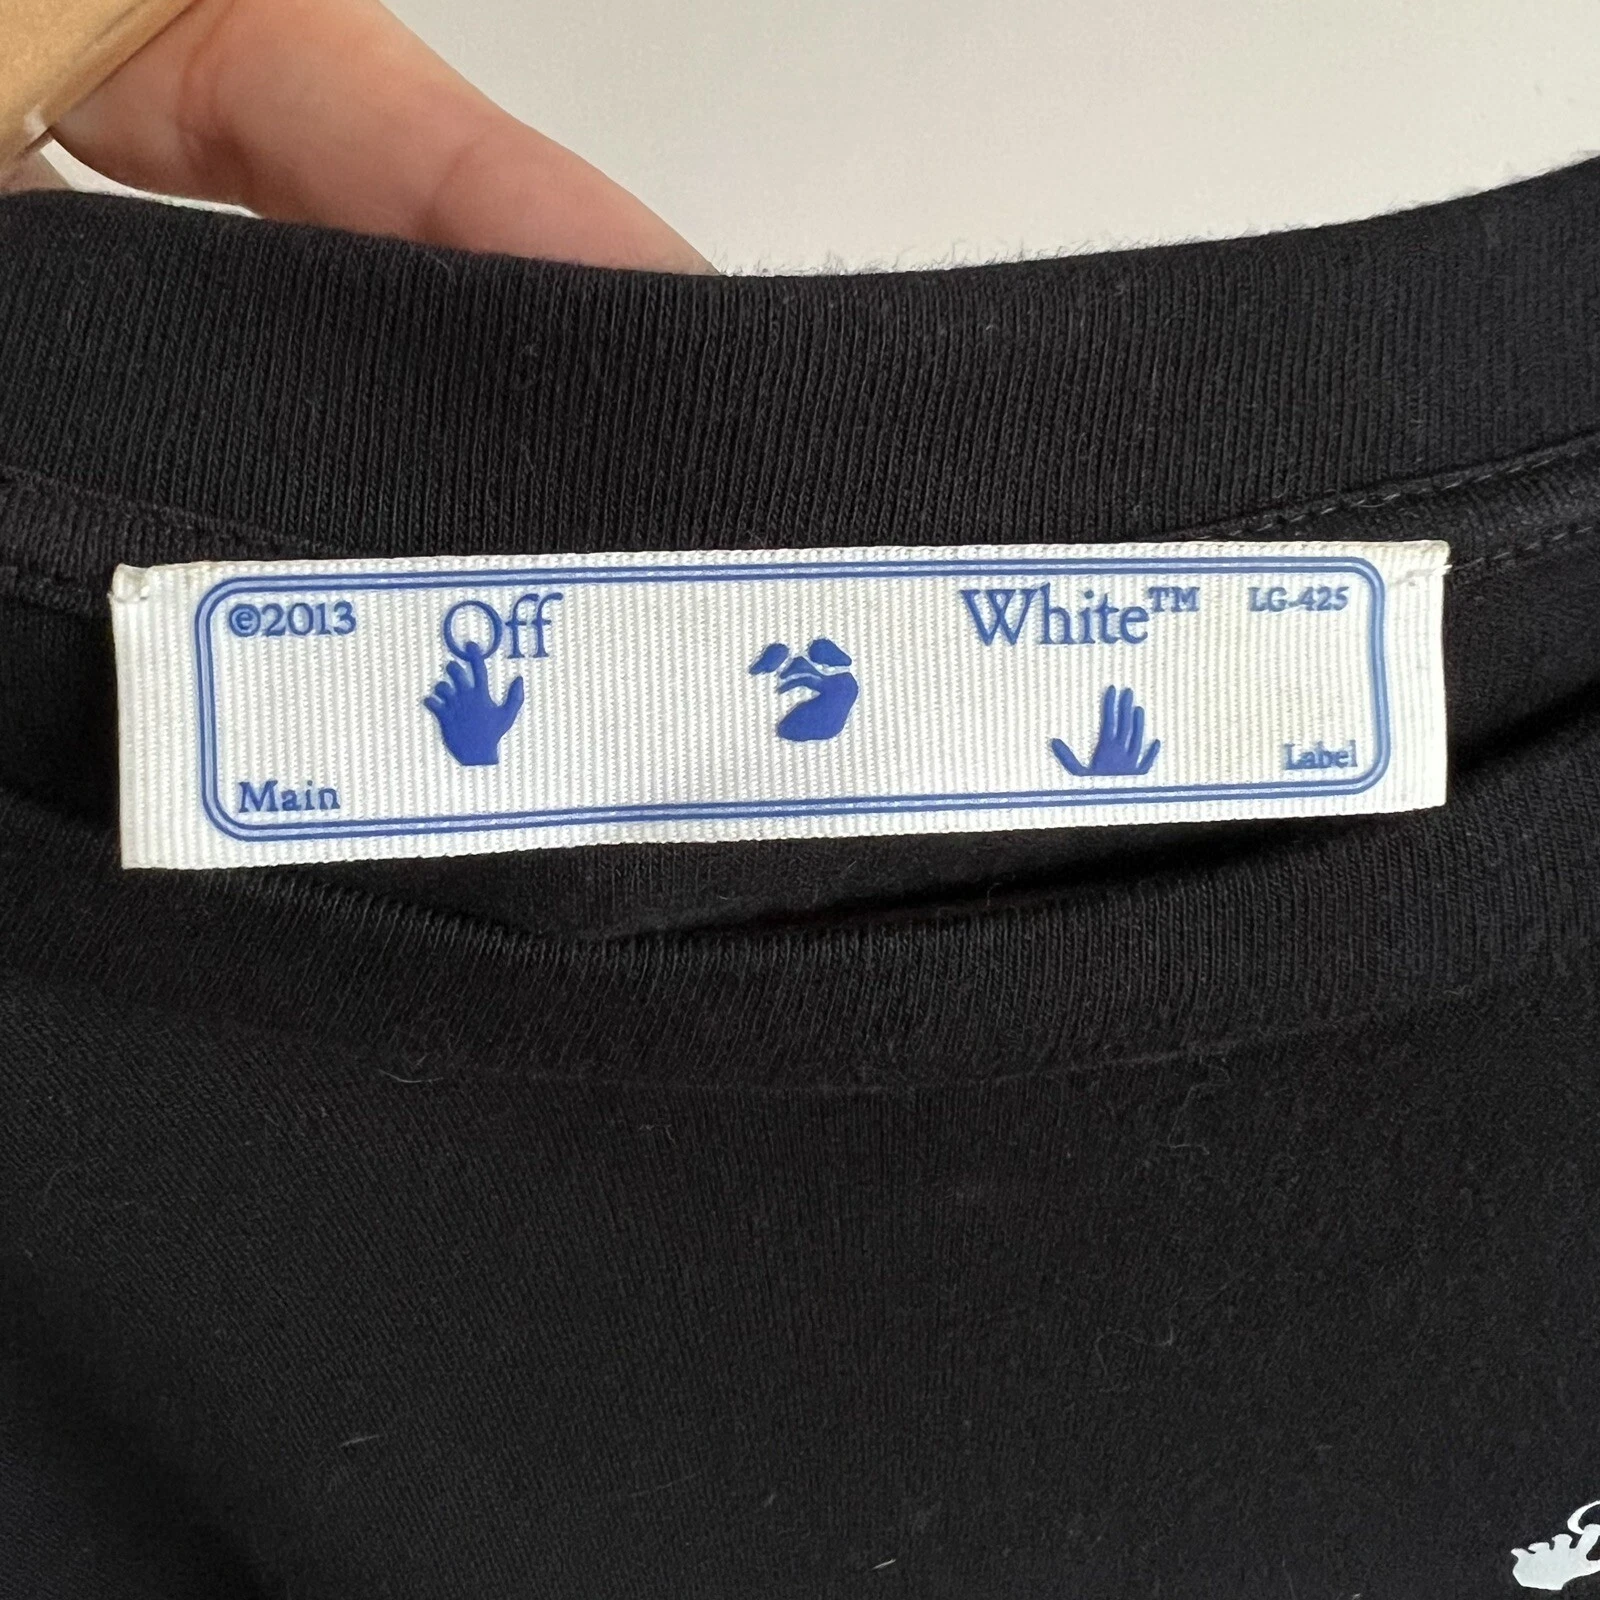 ©2013 Off White™ LG-425
Main Label